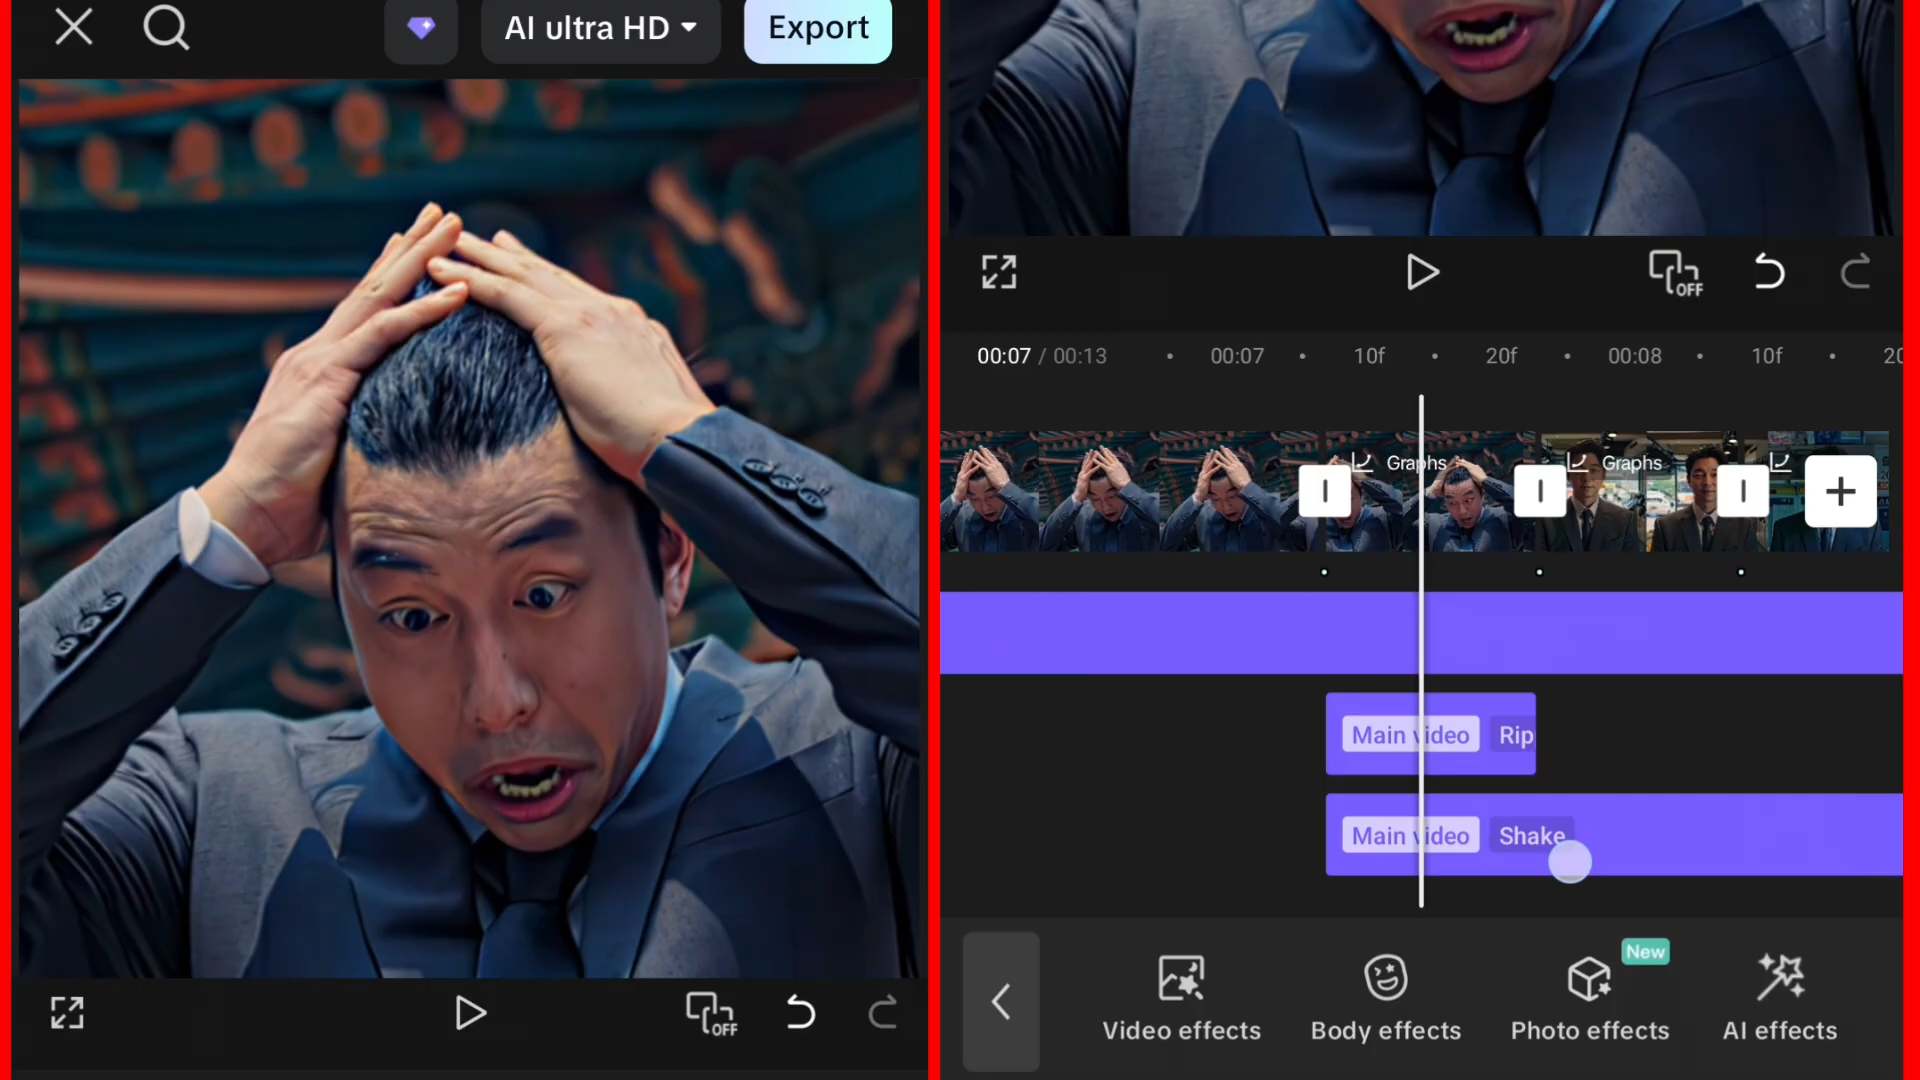 AI ultra HD
Export
OFF
OFF
00:07 / 00:13
00:07
10f
20f
00:08
10f
20
Graphs
Graphs
Main video Rip
Main video Shake
New
Video effects
Body effects
Photo effects
AI effects